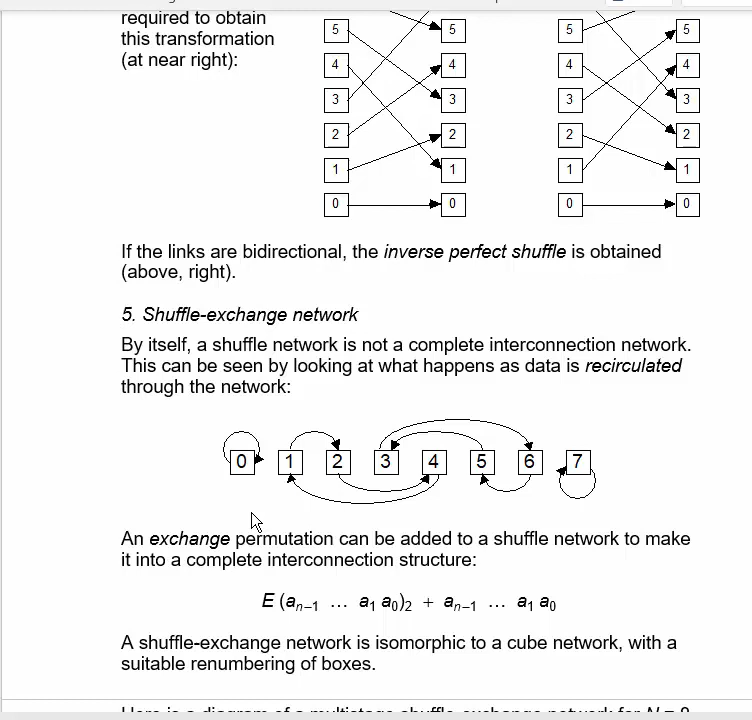 required to obtain
this transformation
(at near right):
5 5 5 5
4 4 4 4
3 3 3 3
2 2 2 2
1 1 1 1
0 0 0 0
If the links are bidirectional, the inverse perfect shuffle is obtained
(above, right).
5. Shuffle-exchange network
By itself, a shuffle network is not a complete interconnection network.
This can be seen by looking at what happens as data is recirculated
through the network:
0 1 2 3 4 5 6 7
An exchange permutation can be added to a shuffle network to make
it into a complete interconnection structure:
E (aₙ₋₁ … a₁ a₀)₂ + aₙ₋₁ … a₁ a₀
A shuffle-exchange network is isomorphic to a cube network, with a
suitable renumbering of boxes.